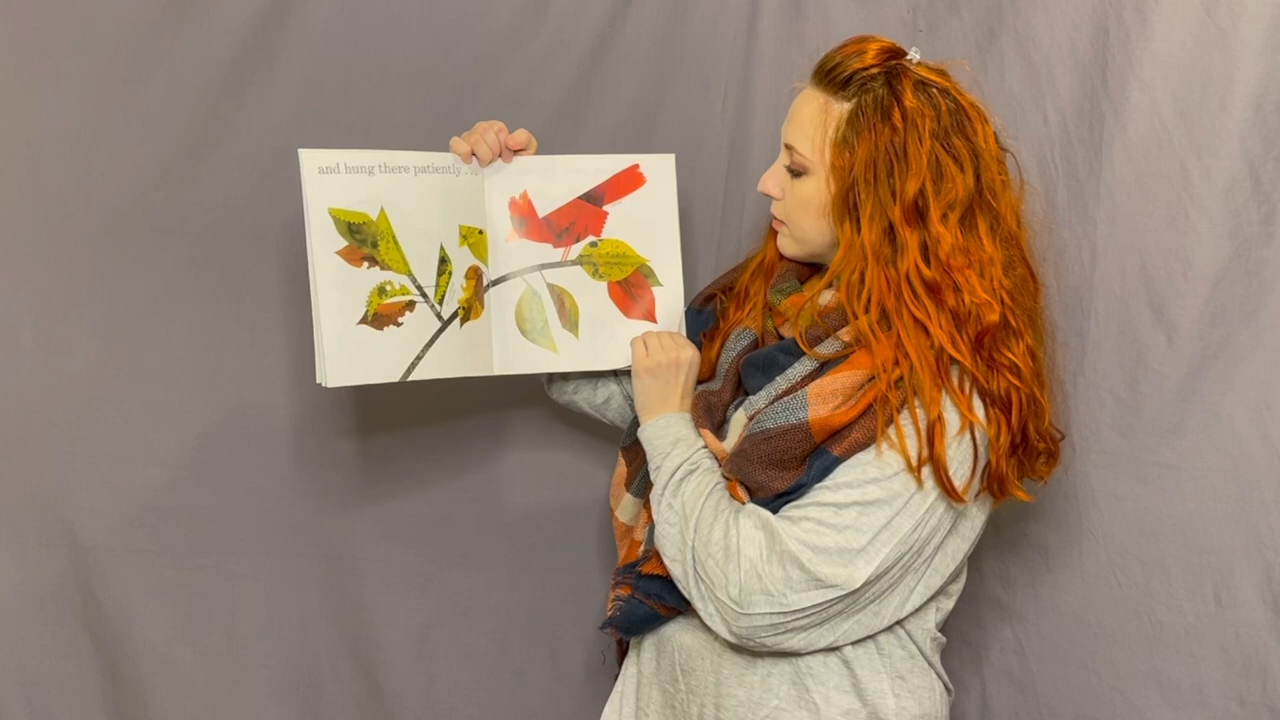 and hung there patiently . . .